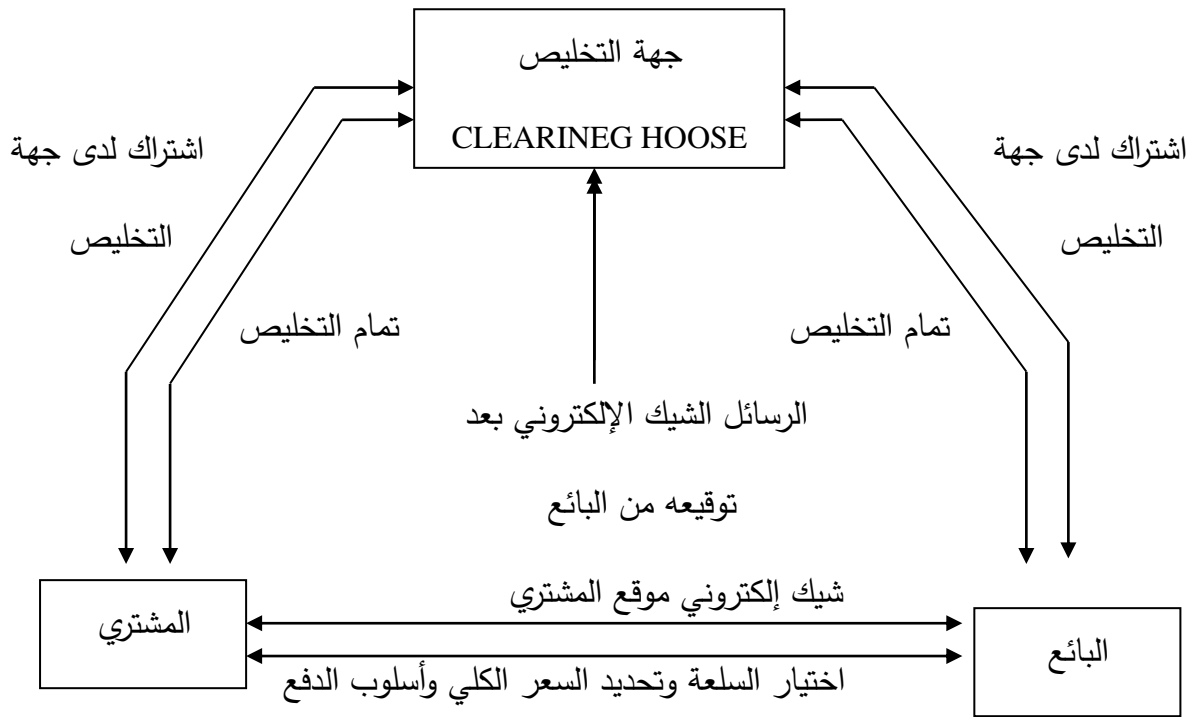 جهة التخليص
CLEARINEG HOOSE
اشتراك لدى جهة
التخليص
اشتراك لدى جهة
التخليص
تمام التخليص
تمام التخليص
الرسائل الشيك الإلكتروني بعد
توقيعه من البائع
شيك إلكتروني موقع المشتري
المشتري
البائع
اختيار السلعة وتحديد السعر الكلي وأسلوب الدفع